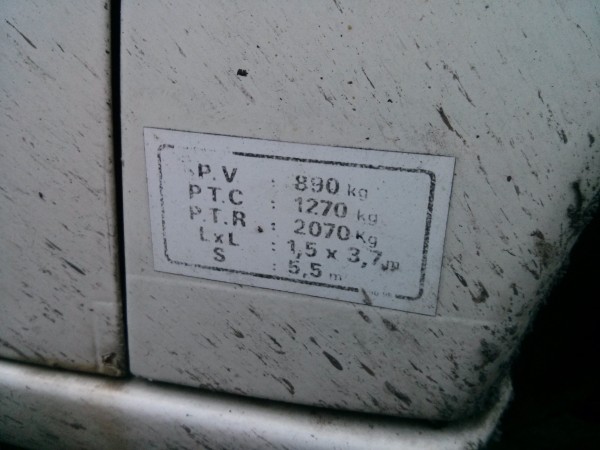 P.V : 890 kg
P.T.C : 1270 kg
P.T.R : 2070 Kg
LxL : 1,5 x 3,7 m
S : 5,5 m